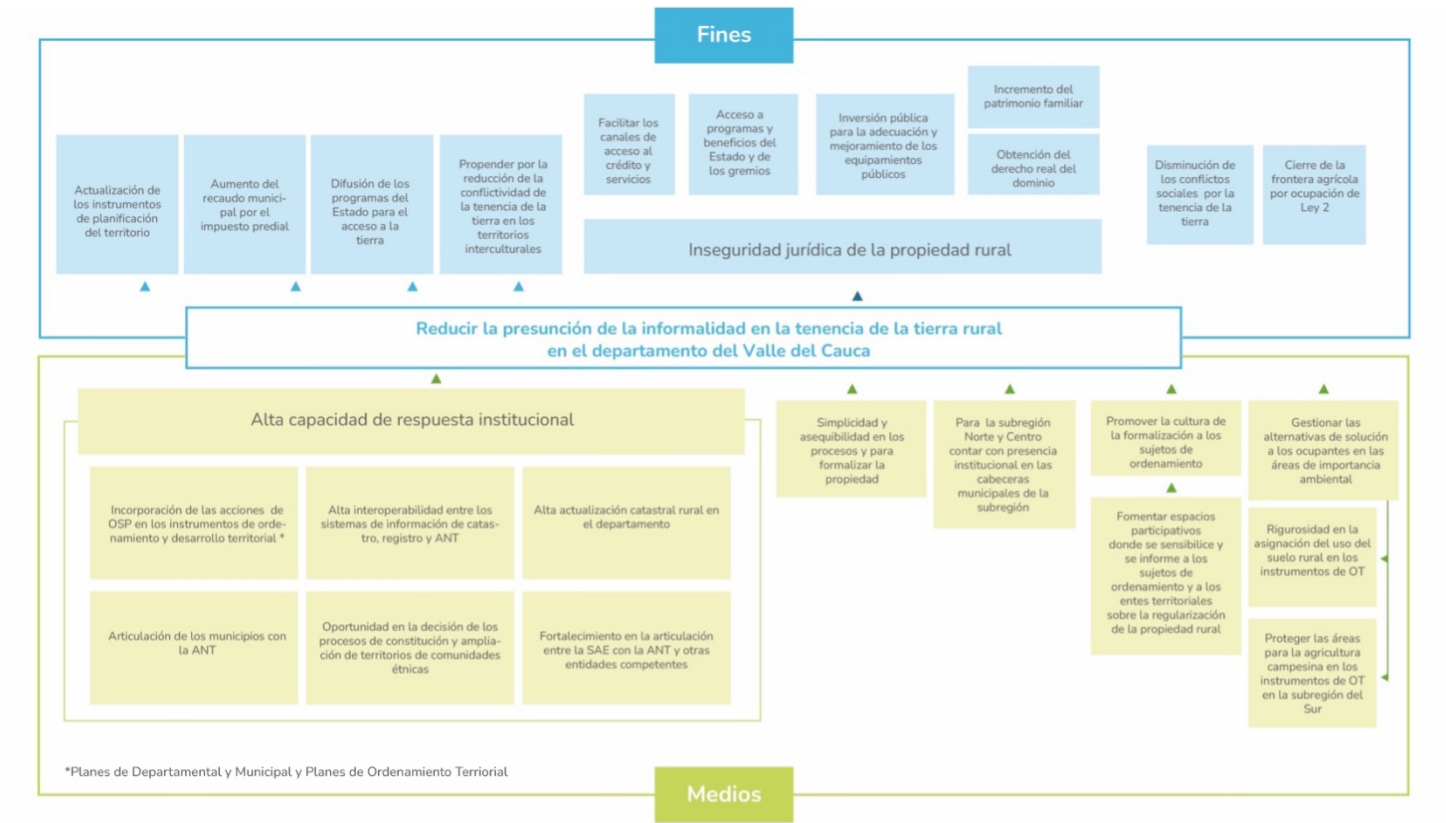 Fines
Actualización de
los instrumentos
de planificación
del territorio
Aumento del
recaudo munici-
pal por el
impuesto predial
Difusión de los
programas del
Estado para el
acceso a la
tierra
Propender por la
reducción de la
conflictividad de
la tenencia de la
tierra en los
territorios
interculturales
Facilitar los
canales de
acceso al
crédito y
servicios
Acceso a
programas y
beneficios del
Estado y de
los gremios
Inversión pública
para la adecuación y
mejoramiento de los
equipamientos
públicos
Incremento del
patrimonio familiar
Obtención del
derecho real del
dominio
Inseguridad jurídica de la propiedad rural
Disminución de
los conflictos
sociales por la
tenencia de la
tierra
Cierre de la
frontera agrícola
por ocupación de
Ley 2
Reducir la presunción de la informalidad en la tenencia de la tierra rural
en el departamento del Valle del Cauca
Alta capacidad de respuesta institucional
Incorporación de las acciones de
OSP en los instrumentos de orde-
namiento y desarrollo territorial *
Alta interoperabilidad entre los
sistemas de información de catas-
tro, registro y ANT
Alta actualización catastral rural en
el departamento
Articulación de los municipios con
la ANT
Oportunidad en la decisión de los
procesos de constitución y amplia-
ción de territorios de comunidades
étnicas
Fortalecimiento en la articulación
entre la SAE con la ANT y otras
entidades competentes
Simplicidad y
asequibilidad en los
procesos y para
formalizar la
propiedad
Para la subregión
Norte y Centro
contar con presencia
institucional en las
cabeceras
municipales de la
subregión
Promover la cultura de
la formalización a los
sujetos de
ordenamiento
Fomentar espacios
participativos
donde se sensibilice y
se informe a los
sujetos de
ordenamiento y a los
entes territoriales
sobre la regularización
de la propiedad rural
Gestionar las
alternativas de solución
a los ocupantes en las
áreas de importancia
ambiental
Rigurosidad en la
asignación del uso del
suelo rural en los
instrumentos de OT
Proteger las áreas
para la agricultura
campesina en los
instrumentos de OT
en la subregión del
Sur
*Planes de Departamental y Municipal y Planes de Ordenamiento Terriorial
Medios